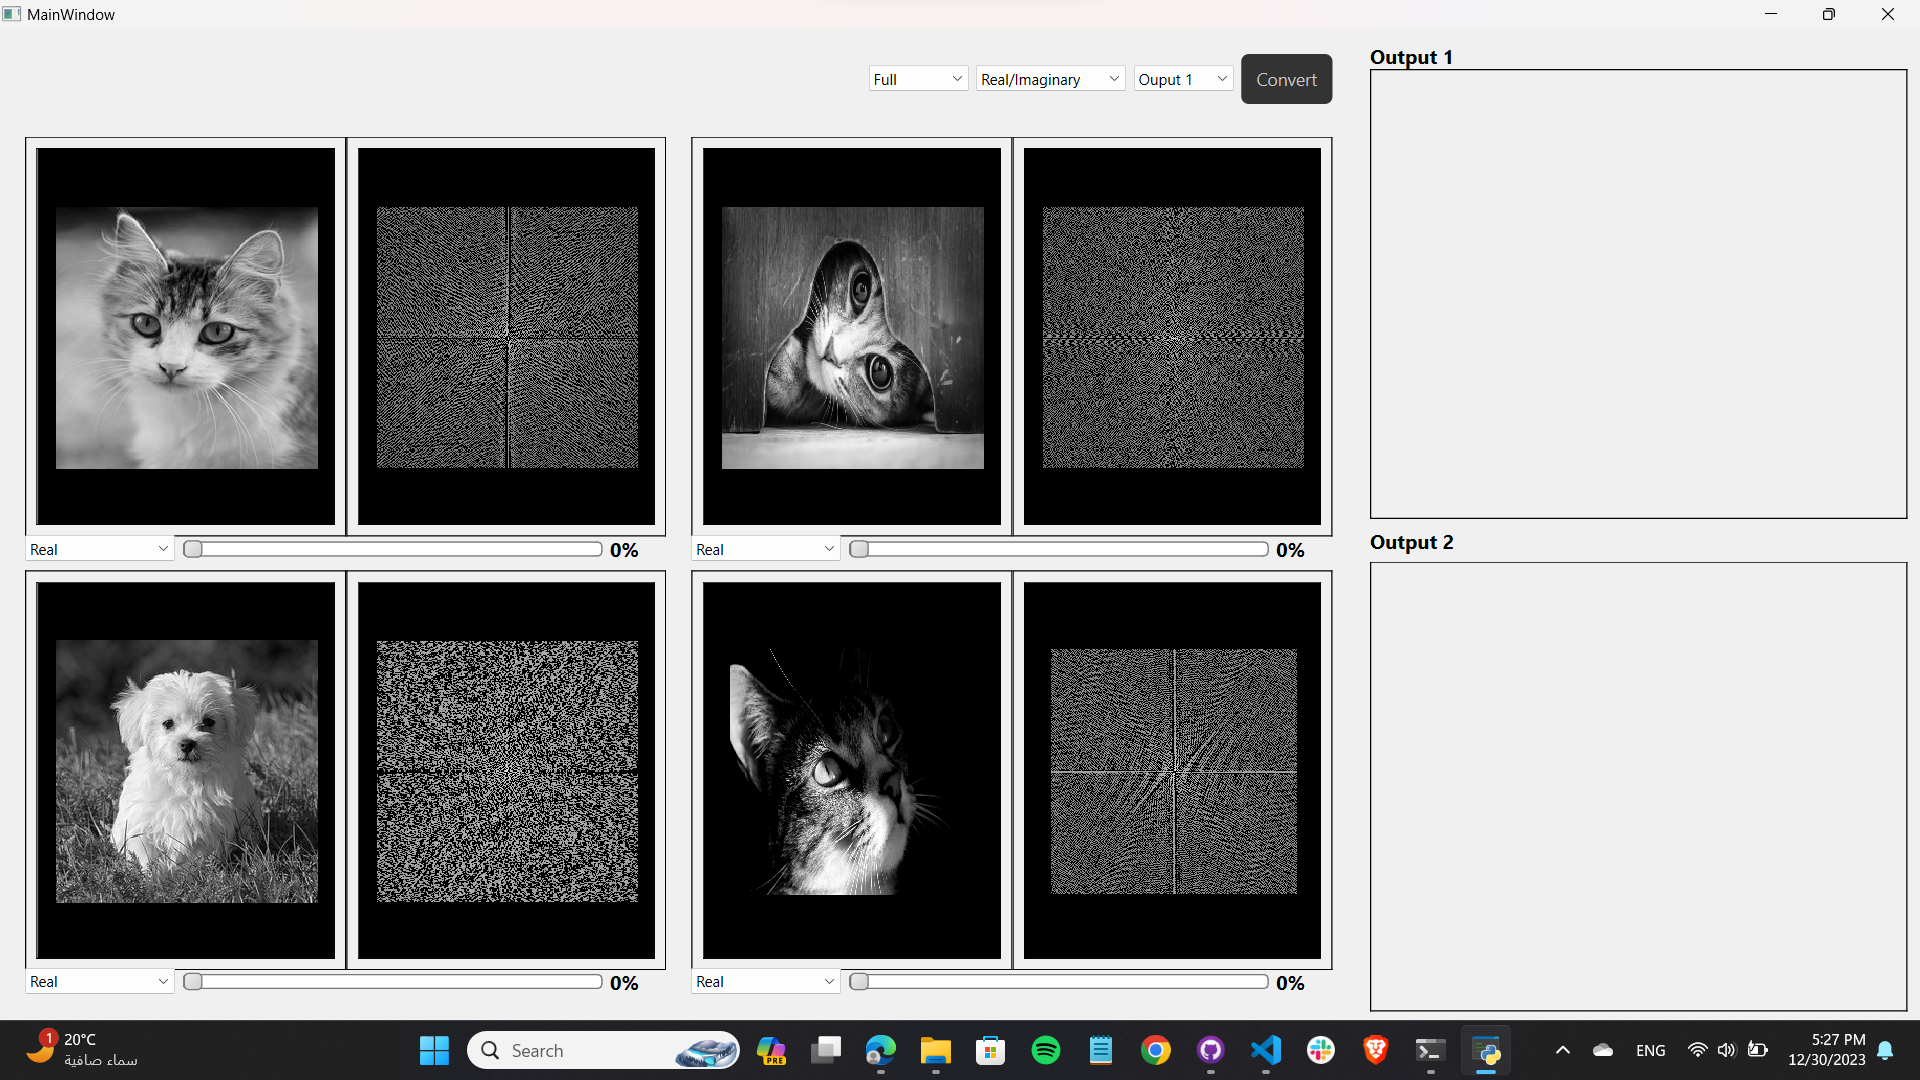 MainWindow
Full
Real/Imaginary
Ouput 1
Convert
Output 1
Real
0%
Real
0%
Output 2
Real
0%
Real
0%
1
20°C
سماء صافية
Search
PRE
ENG
5:27 PM
12/30/2023